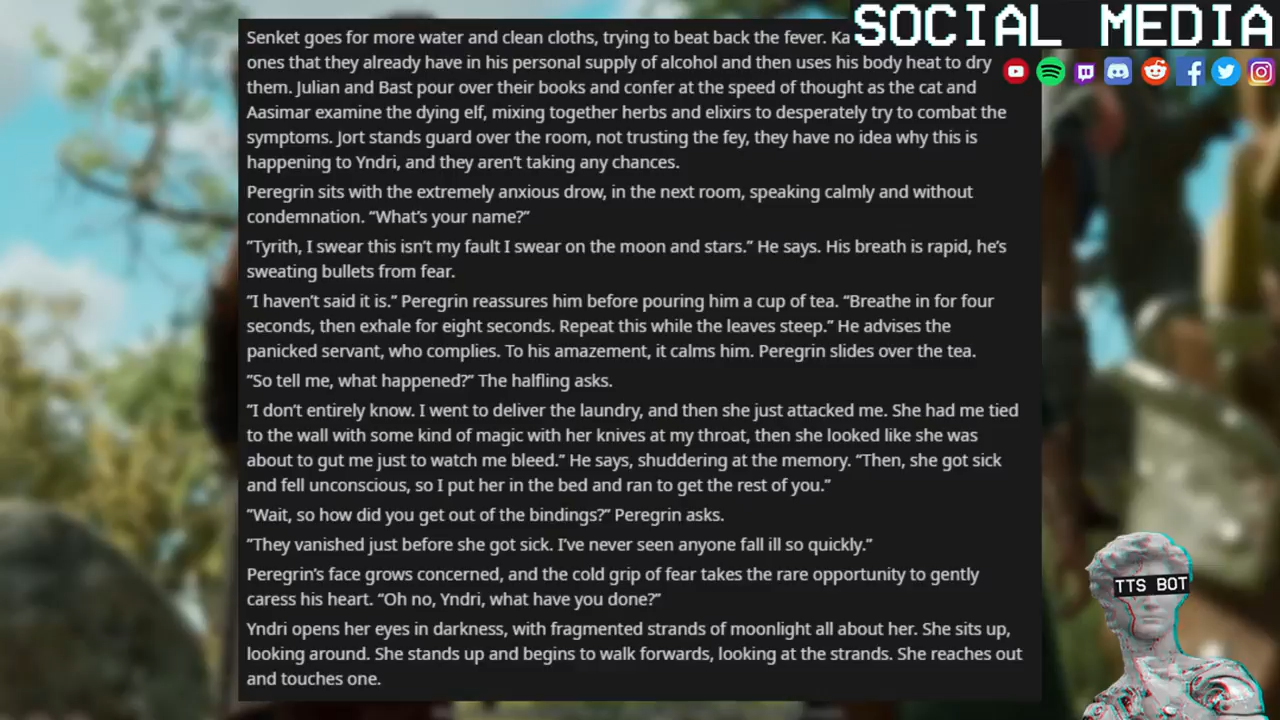 SOCIAL MEDIA
Senket goes for more water and clean cloths, trying to beat back the fever.
ones that they already have in his personal supply of alcohol and then uses his body heat to dry
them. Julian and Bast pour over their books and confer at the speed of thought as the cat and
Aasimar examine the dying elf, mixing together herbs and elixirs to desperately try to combat the
symptoms. Jort stands guard over the room, not trusting the fey, they have no idea why this is
happening to Yndri, and they aren't taking any chances.
Peregrin sits with the extremely anxious drow, in the next room, speaking calmly and without
condemnation. “What's your name?”
“Tyrith, I swear this isn't my fault I swear on the moon and stars.” He says. His breath is rapid, he's
sweating bullets from fear.
“I haven't said it is.” Peregrin reassures him before pouring him a cup of tea. “Breathe in for four
seconds, then exhale for eight seconds. Repeat this while the leaves steep.” He advises the
panicked servant, who complies. To his amazement, it calms him. Peregrin slides over the tea.
“So tell me, what happened?” The halfling asks.
“I don't entirely know. I went to deliver the laundry, and then she just attacked me. She had me tied
to the wall with some kind of magic with her knives at my throat, then she looked like she was
about to gut me just to watch me bleed.” He says, shuddering at the memory. “Then, she got sick
and fell unconscious, so I put her in the bed and ran to get the rest of you.”
“Wait, so how did you get out of the bindings?” Peregrin asks.
“They vanished just before she got sick. I've never seen anyone fall ill so quickly.”
Peregrin's face grows concerned, and the cold grip of fear takes the rare opportunity to gently
caress his heart. “Oh no, Yndri, what have you done?”
Yndri opens her eyes in darkness, with fragmented strands of moonlight all about her. She sits up,
looking around. She stands up and begins to walk forwards, looking at the strands. She reaches out
and touches one.
TTS BOT